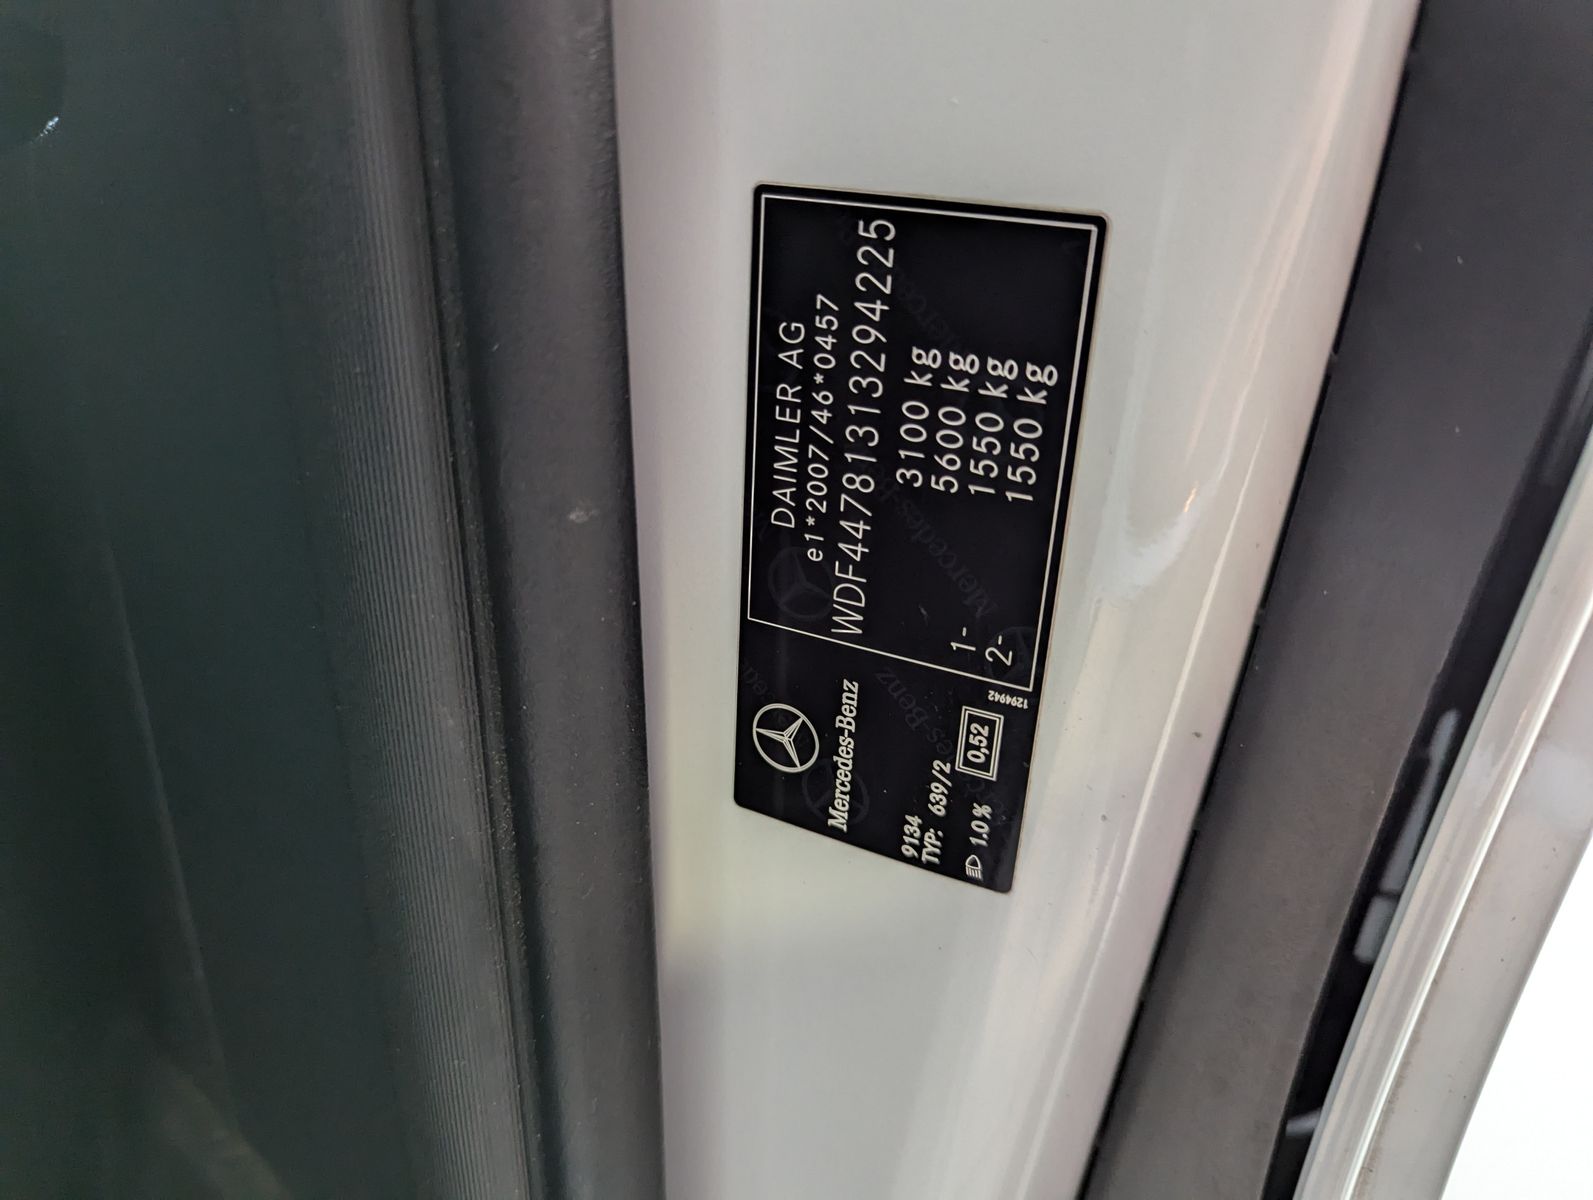 DAIMLER AG
e1*2007/46*0457
WDF44781313294225
3100 kg
5600 kg
1- 1550 kg
2- 1550 kg
Mercedes-Benz
9134
TYP: 639/2
1.0%
0,52
1294942